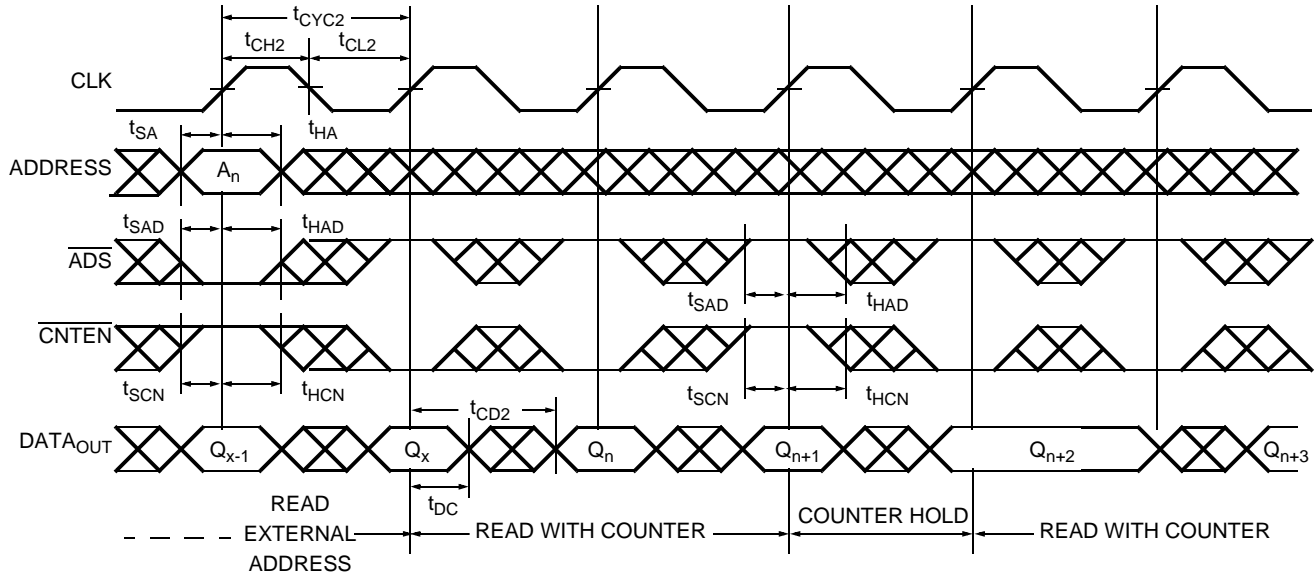 tCYC2
tCH2 tCL2
CLK
tSA tHA
ADDRESS An
tSAD tHAD
ADS
tSAD tHAD
CNTEN
tSCN tHCN tSCN tHCN
tCD2
DATAOUT Qx-1 Qx Qn Qn+1 Qn+2 Qn+3
tDC
READ
EXTERNAL
ADDRESS
READ WITH COUNTER
COUNTER HOLD
READ WITH COUNTER